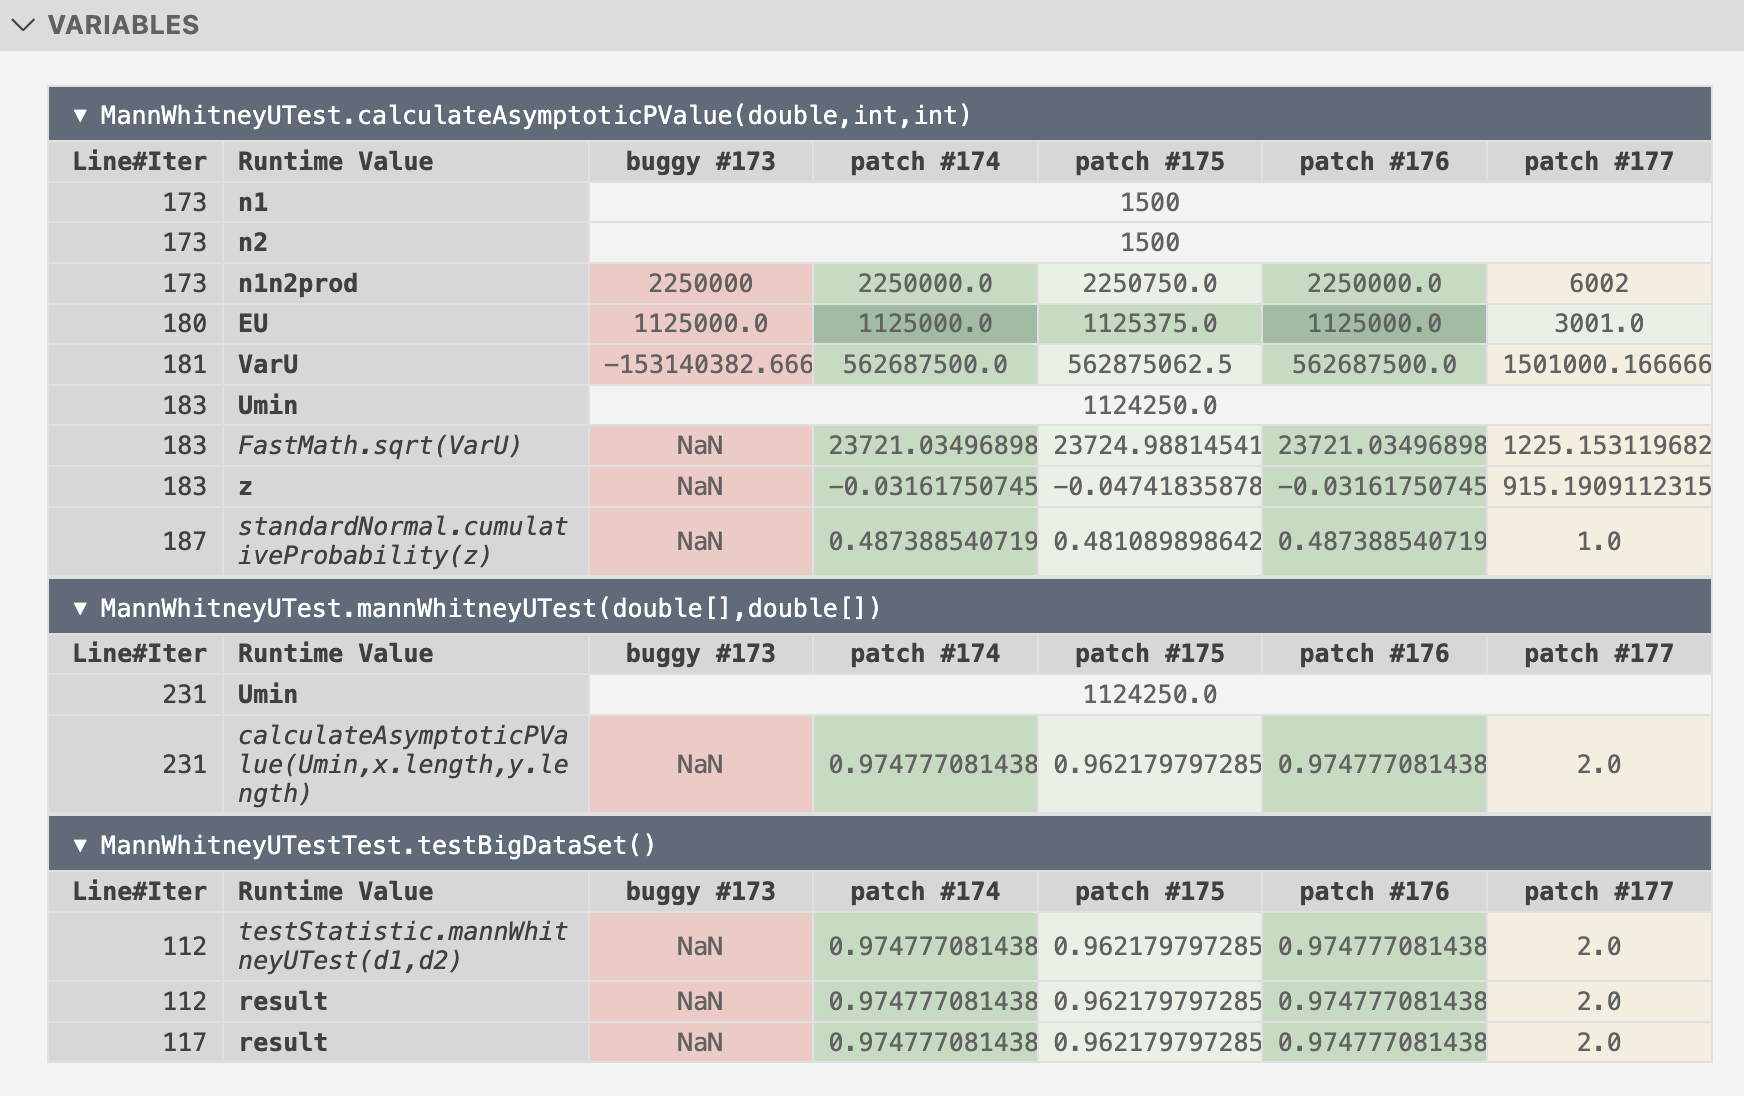 VARIABLES
▼ MannWhitneyUTest.calculateAsymptoticPValue(double,int,int)
Line#Iter Runtime Value buggy #173 patch #174 patch #175 patch #176 patch #177
173 n1 1500
173 n2 1500
173 n1n2prod 2250000 2250000.0 2250750.0 2250000.0 6002
180 EU 1125000.0 1125000.0 1125375.0 1125000.0 3001.0
181 VarU −153140382.666 562687500.0 562875062.5 562687500.0 1501000.166666
183 Umin 1124250.0
183 FastMath.sqrt(VarU) NaN 23721.03496898 23724.98814541 23721.03496898 1225.153119682
183 z NaN −0.03161750745 −0.04741835878 −0.03161750745 915.1909112315
187 standardNormal.cumulat
iveProbability(z) NaN 0.487388540719 0.481089898642 0.487388540719 1.0
▼ MannWhitneyUTest.mannWhitneyUTest(double[],double[])
Line#Iter Runtime Value buggy #173 patch #174 patch #175 patch #176 patch #177
231 Umin 1124250.0
calculateAsymptoticPVa
231 lue(Umin,x.length,y.le NaN 0.974777081438 0.962179797285 0.974777081438 2.0
ngth)
▼ MannWhitneyUTestTest.testBigDataSet()
Line#Iter Runtime Value buggy #173 patch #174 patch #175 patch #176 patch #177
112 testStatistic.mannWhit
neyUTest(d1,d2) NaN 0.974777081438 0.962179797285 0.974777081438 2.0
112 result NaN 0.974777081438 0.962179797285 0.974777081438 2.0
117 result NaN 0.974777081438 0.962179797285 0.974777081438 2.0